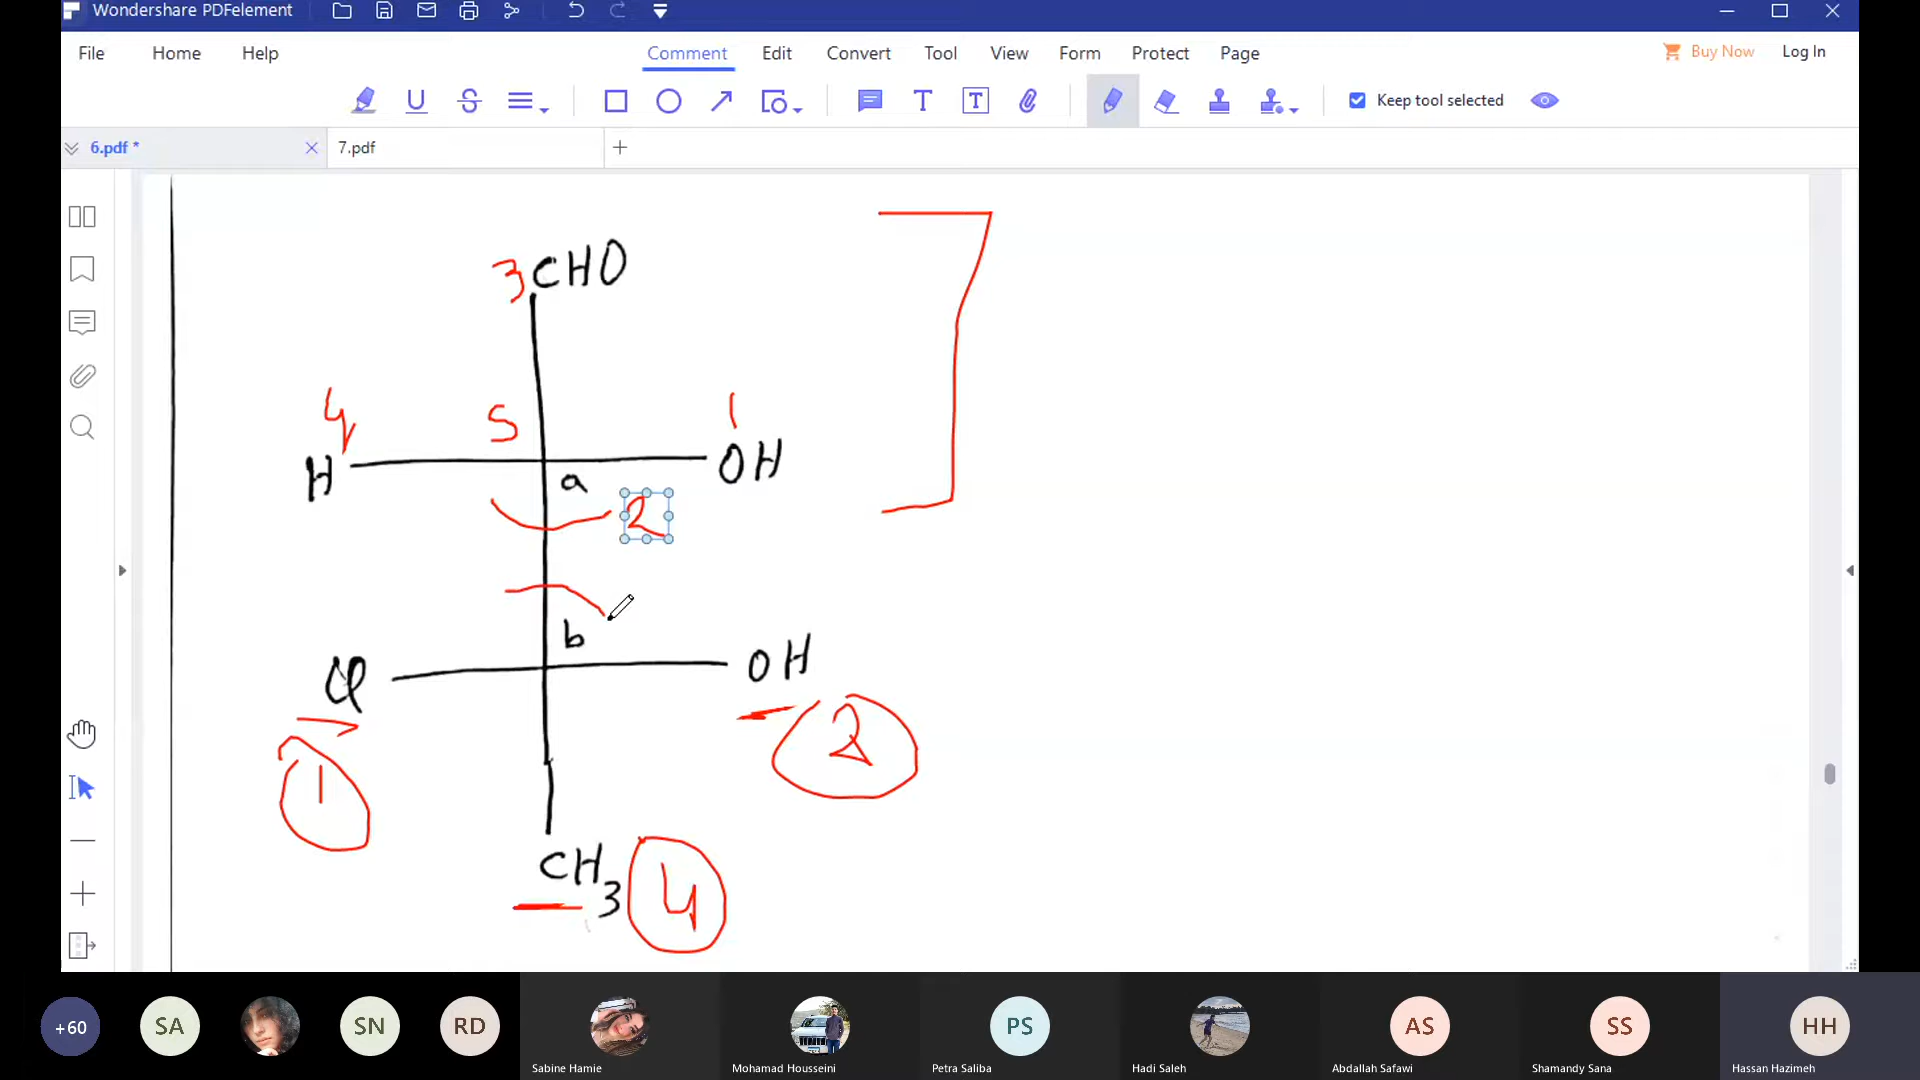 Wondershare PDFelement
File Home Help Comment Edit Convert Tool View Form Protect Page Buy Now Log In
Keep tool selected
6.pdf * 7.pdf
3 CHO
4 S 1
H a OH
2
b
Cl OH
1 2
CH3 4
+60 SA SN RD PS AS SS HH
Sabine Hamie Mohamad Housseini Petra Saliba Hadi Saleh Abdallah Safawi Shamandy Sana Hassan Hazimeh